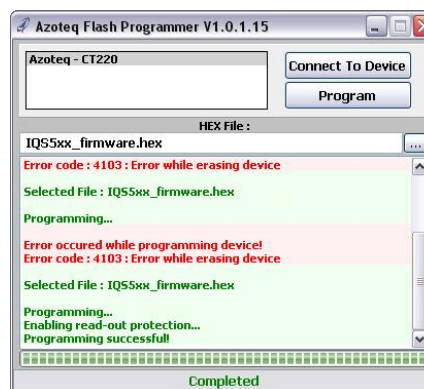 Azoteq Flash Programmer V1.0.1.15
Azoteq - CT220
Connect To Device
Program
HEX File :
IQS5xx_firmware.hex
...
Error code : 4103 : Error while erasing device
Selected File : IQS5xx_firmware.hex
Programming...
Error occured while programming device!
Error code : 4103 : Error while erasing device
Selected File : IQS5xx_firmware.hex
Programming...
Enabling read-out protection...
Programming successful!
Completed